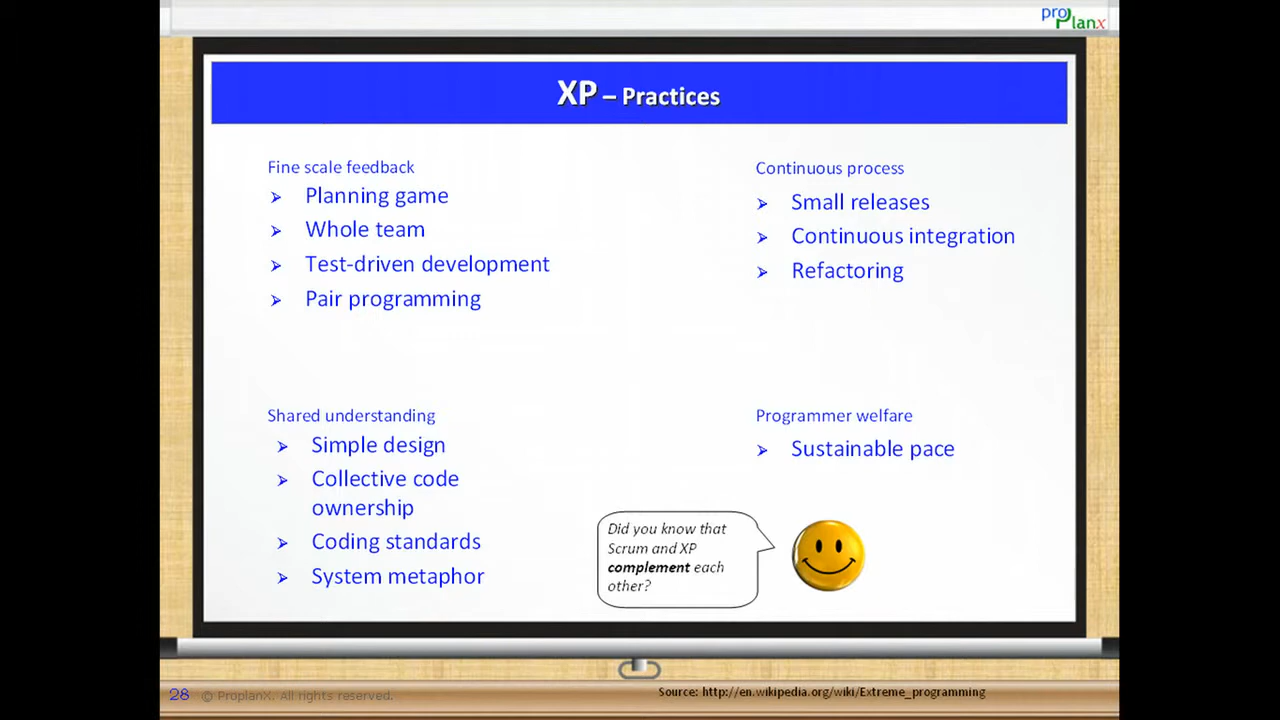 pro
Planx
XP – Practices
Fine scale feedback
Planning game
Whole team
Test-driven development
Pair programming
Continuous process
Small releases
Continuous integration
Refactoring
Shared understanding
Simple design
Collective code
ownership
Coding standards
System metaphor
Programmer welfare
Sustainable pace
Did you know that
Scrum and XP
complement each
other?
28 © ProplanX. All rights reserved.
Source: http://en.wikipedia.org/wiki/Extreme_programming